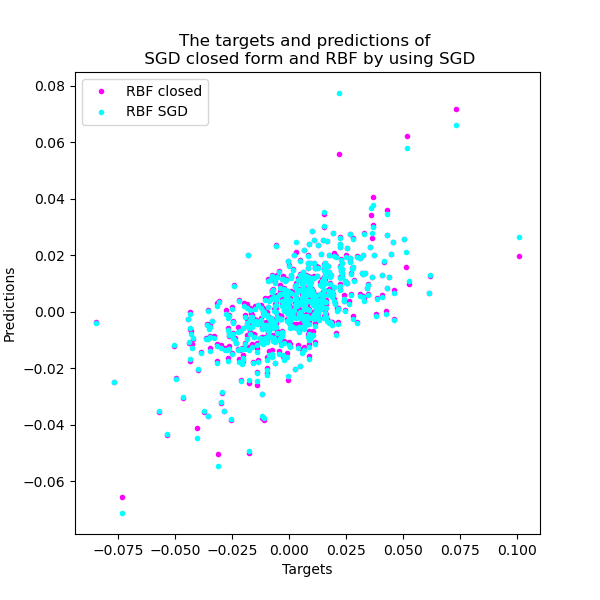 The targets and predictions of
SGD closed form and RBF by using SGD
RBF closed
RBF SGD
Predictions
0.08
0.06
0.04
0.02
0.00
−0.02
−0.04
−0.06
−0.075 −0.050 −0.025 0.000 0.025 0.050 0.075 0.100
Targets